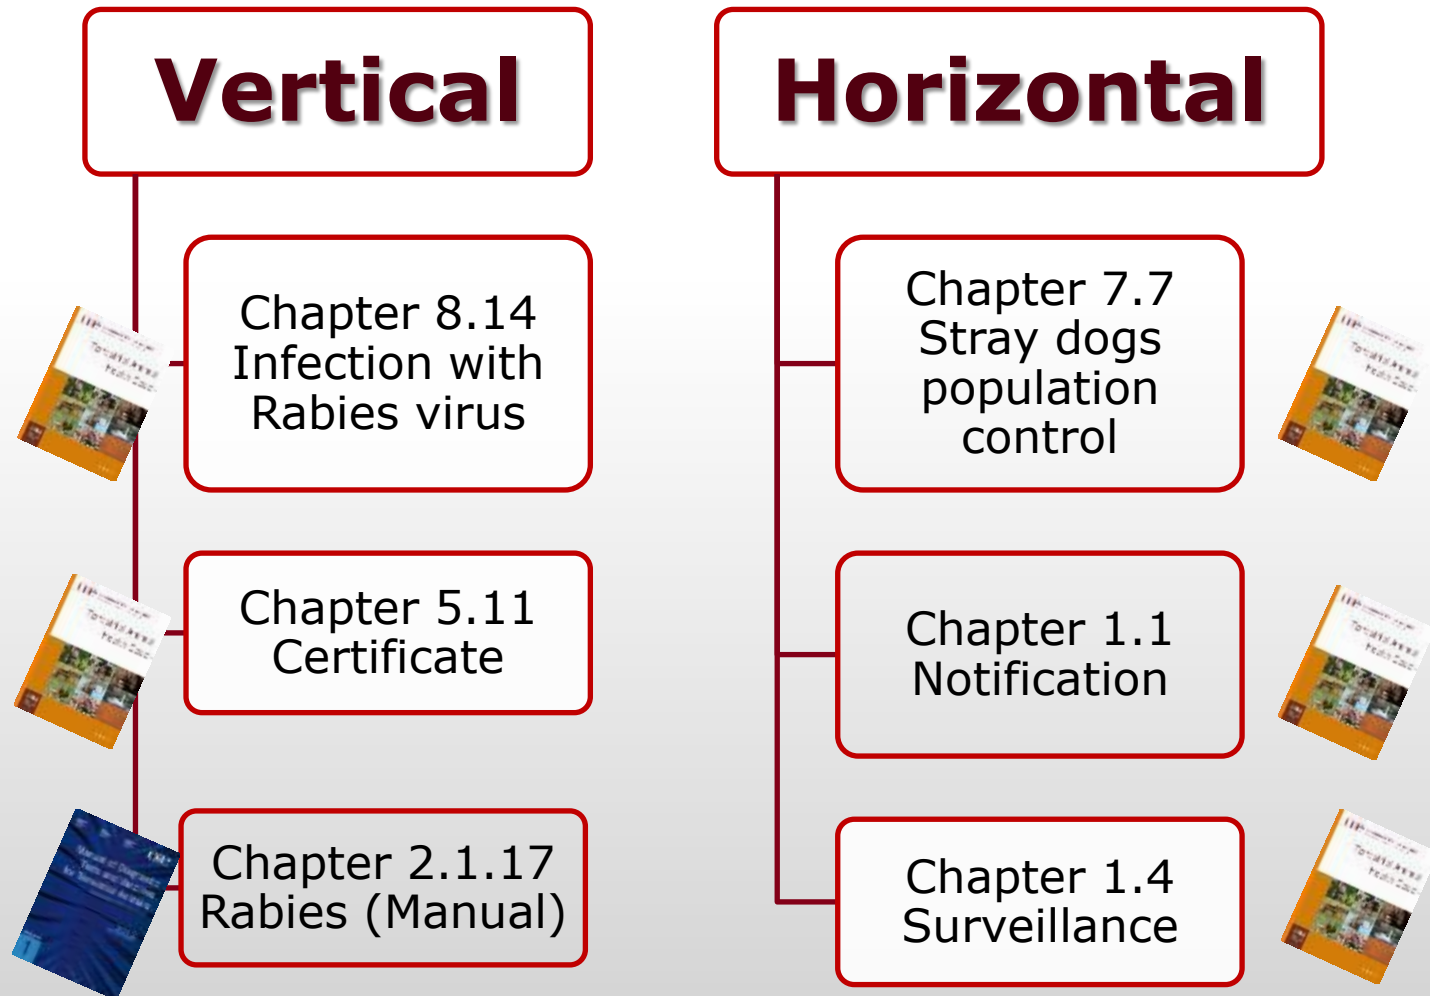 Vertical
Chapter 8.14
Infection with
Rabies virus
Chapter 5.11
Certificate
Chapter 2.1.17
Rabies (Manual)
Horizontal
Chapter 7.7
Stray dogs
population
control
Chapter 1.1
Notification
Chapter 1.4
Surveillance